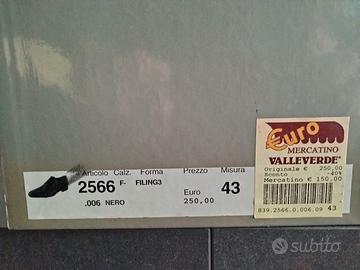 Articolo Calz. Forma Prezzo Misura
2566 F- FILING3 Euro 43
.006 NERO 250,00
Euro
MERCATINO
VALLEVERDE®
Originale € 250,00
Sconto -40%
Mercatino € 150,00
839.2566.0.006.09 43
subito